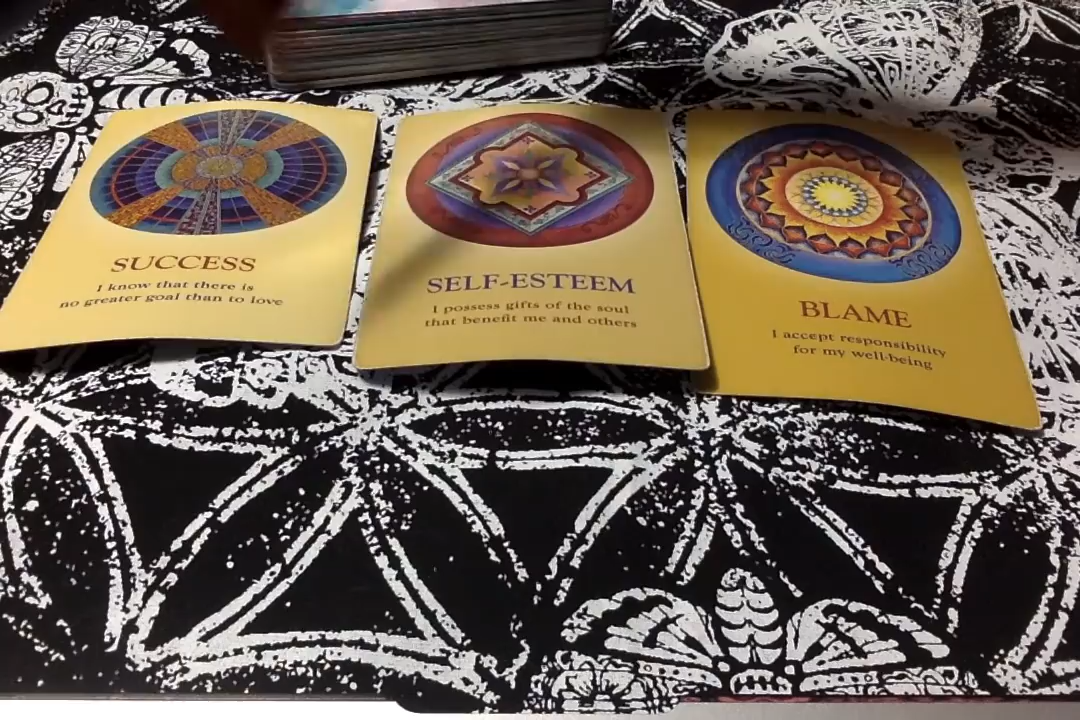 SUCCESS
I know that there is
no greater goal than to love
SELF-ESTEEM
I possess gifts of the soul
that benefit me and others
BLAME
I accept responsibility
for my well-being